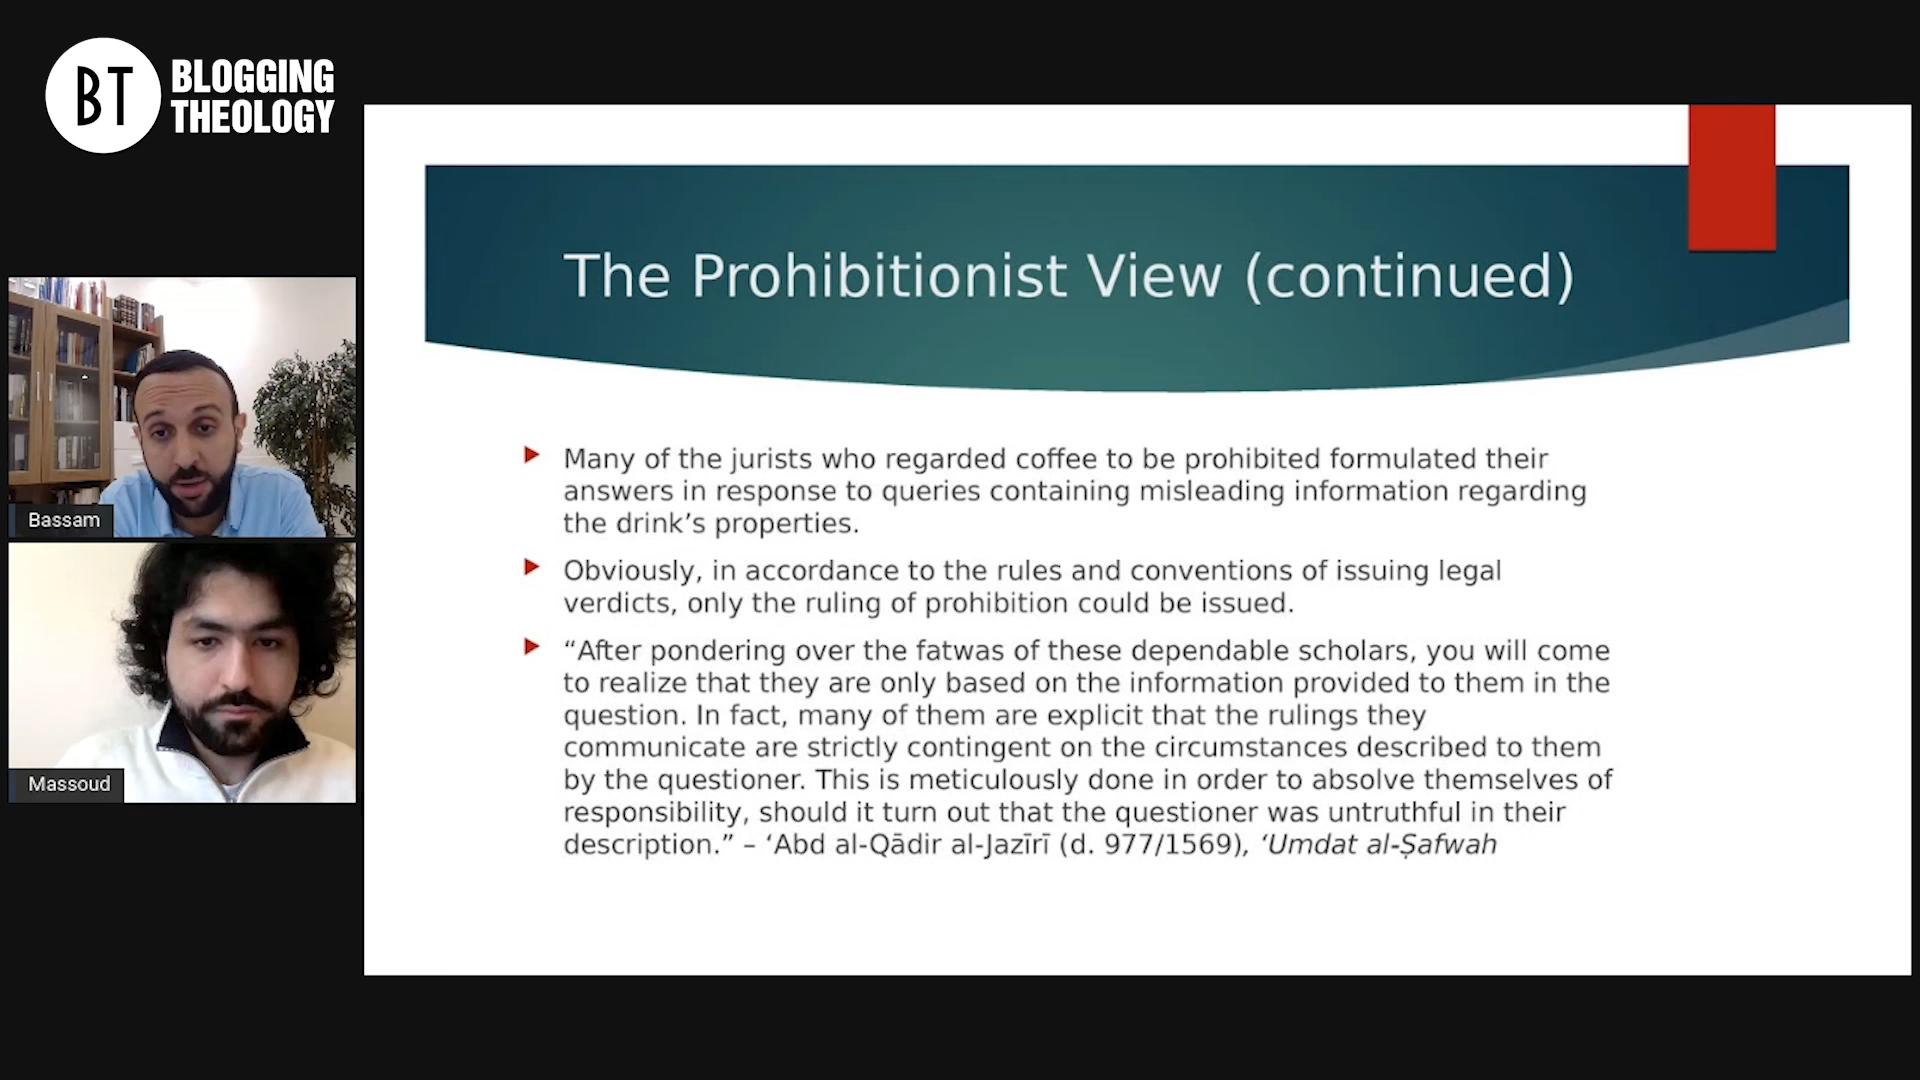 BT
BLOGGING
THEOLOGY
The Prohibitionist View (continued)
Many of the jurists who regarded coffee to be prohibited formulated their
answers in response to queries containing misleading information regarding
the drink’s properties.
Obviously, in accordance to the rules and conventions of issuing legal
verdicts, only the ruling of prohibition could be issued.
“After pondering over the fatwas of these dependable scholars, you will come
to realize that they are only based on the information provided to them in the
question. In fact, many of them are explicit that the rulings they
communicate are strictly contingent on the circumstances described to them
by the questioner. This is meticulously done in order to absolve themselves of
responsibility, should it turn out that the questioner was untruthful in their
description.” – ‘Abd al-Qādir al-Jazīrī (d. 977/1569), ‘Umdat al-Ṣafwah
Bassam
Massoud